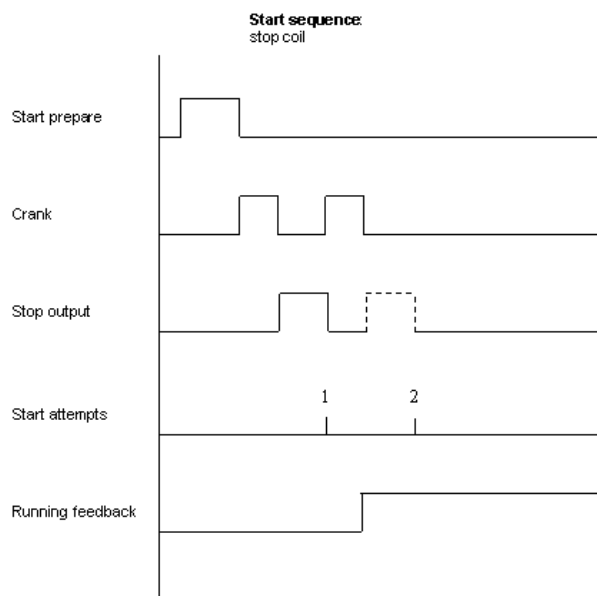 Start sequence:
stop coil
Start prepare
Crank
Stop output
1 2
Start attempts
Running feedback